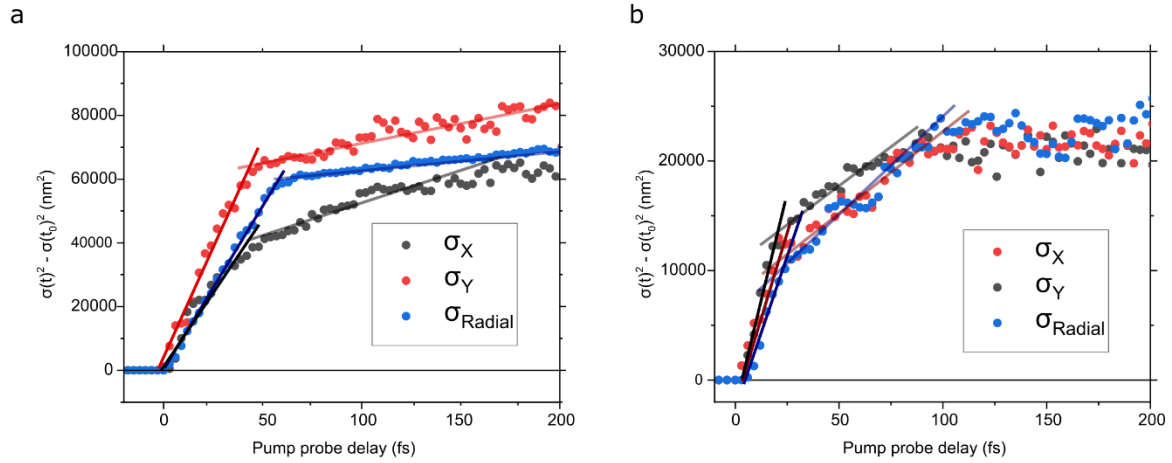 a
b
100000
80000
60000
40000
20000
0
σ(t)² - σ(t₀)² (nm²)
0
50
100
150
200
Pump probe delay (fs)
σX
σY
σRadial
30000
20000
10000
0
σ(t)² - σ(t₀)² (nm²)
0
50
100
150
200
Pump probe delay (fs)
σX
σY
σRadial